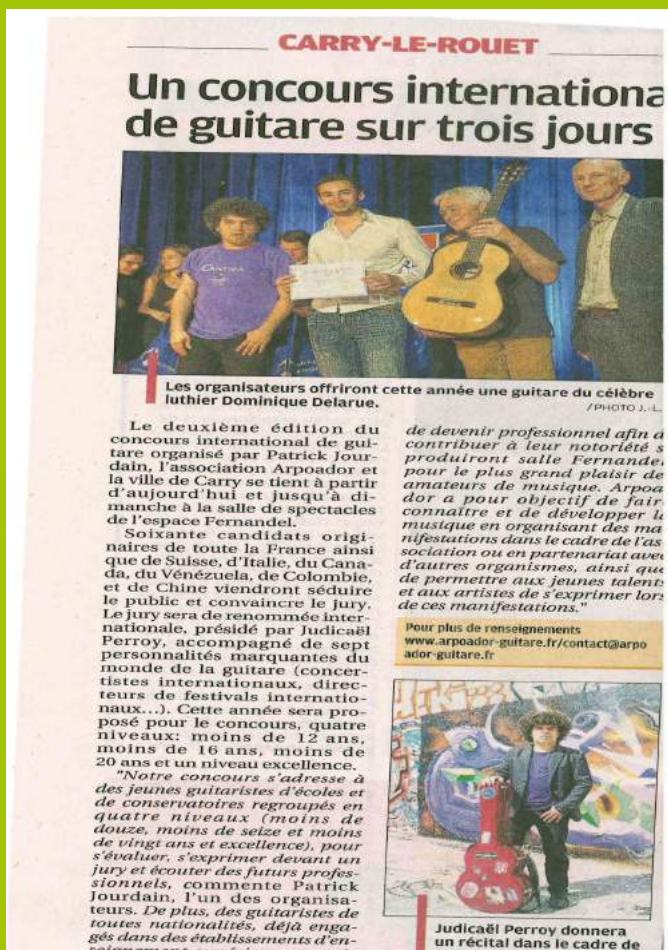 CARRY-LE-ROUET
Un concours internationa
de guitare sur trois jours
CANTIGA
Les organisateurs offriront cette année une guitare du célèbre
luthier Dominique Delarue.
/PHOTO J.-L.
Le deuxième édition du
concours international de gui-
tare organisé par Patrick Jour-
dain, l'association Arpoador et
la ville de Carry se tient à partir
d'aujourd'hui et jusqu'à di-
manche à la salle de spectacles
de l'espace Fernandel.
Soixante candidats origi-
naires de toute la France ainsi
que de Suisse, d'Italie, du Cana-
da, du Vénézuela, de Colombie,
et de Chine viendront séduire
le public et convaincre le jury.
Le jury sera de renommée inter-
nationale, présidé par Judicaël
Perroy, accompagné de sept
personnalités marquantes du
monde de la guitare (concer-
tistes internationaux, direc-
teurs de festivals internatio-
naux...). Cette année sera pro-
posé pour le concours, quatre
niveaux: moins de 12 ans,
moins de 16 ans, moins de
20 ans et un niveau excellence.
"Notre concours s'adresse à
des jeunes guitaristes d'écoles et
de conservatoires regroupés en
quatre niveaux (moins de
douze, moins de seize et moins
de vingt ans et excellence), pour
s'évaluer, s'exprimer devant un
jury et écouter des futurs profes-
sionnels, commente Patrick
Jourdain, l'un des organisa-
teurs. De plus, des guitaristes de
toutes nationalités, déjà enga-
gés dans des établissements d'en-
de devenir professionnel afin d
contribuer à leur notoriété s
produiront salle Fernande
pour le plus grand plaisir de
amateurs de musique. Arpoa
dor a pour objectif de fair
connaître et de développer la
musique en organisant des ma
nifestations dans le cadre de l'as
sociation ou en partenariat avec
d'autres organismes, ainsi que
de permettre aux jeunes talents
et aux artistes de s'exprimer lors
de ces manifestations."
Pour plus de renseignements
www.arpoador-guitare.fr/contact@arpo
ador-guitare.fr
Judicaël Perroy donnera
un récital dans le cadre de